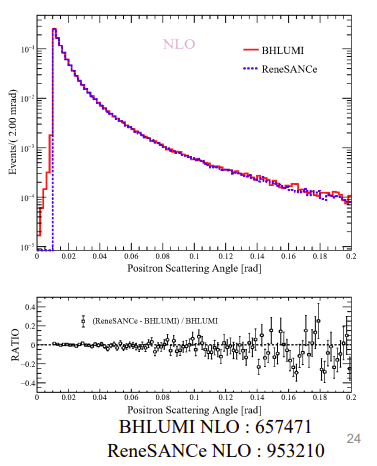 NLO
BHLUMI
ReneSANCe
Events/( 2.00 mrad)
10⁻¹
10⁻²
10⁻³
10⁻⁴
10⁻⁵
0 0.02 0.04 0.06 0.08 0.1 0.12 0.14 0.16 0.18 0.2
Positron Scattering Angle [rad]
(ReneSANCe - BHLUMI) / BHLUMI
RATIO
0.4
0.2
0
−0.2
−0.4
0 0.02 0.04 0.06 0.08 0.1 0.12 0.14 0.16 0.18 0.2
Positron Scattering Angle [rad]
BHLUMI NLO : 657471
ReneSANCe NLO : 953210
24